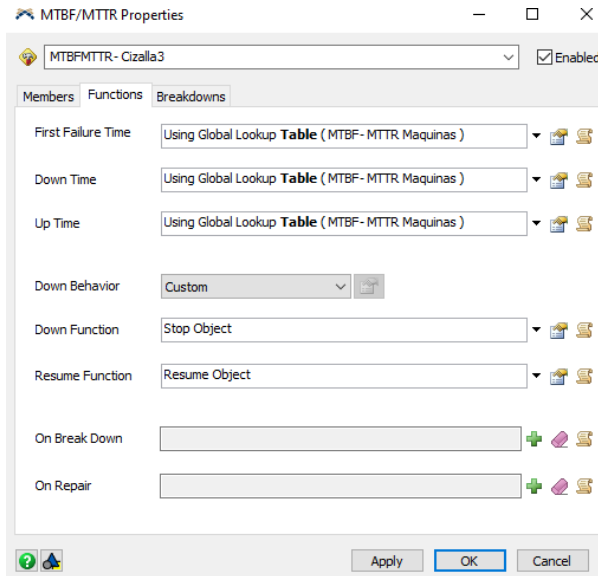 MTBF/MTTR Properties
MTBFMTTR- Cizalla3
Enabled
Members Functions Breakdowns
First Failure Time Using Global Lookup Table ( MTBF- MTTR Maquinas )
Down Time Using Global Lookup Table ( MTBF- MTTR Maquinas )
Up Time Using Global Lookup Table ( MTBF- MTTR Maquinas )
Down Behavior Custom
Down Function Stop Object
Resume Function Resume Object
On Break Down
On Repair
Apply OK Cancel